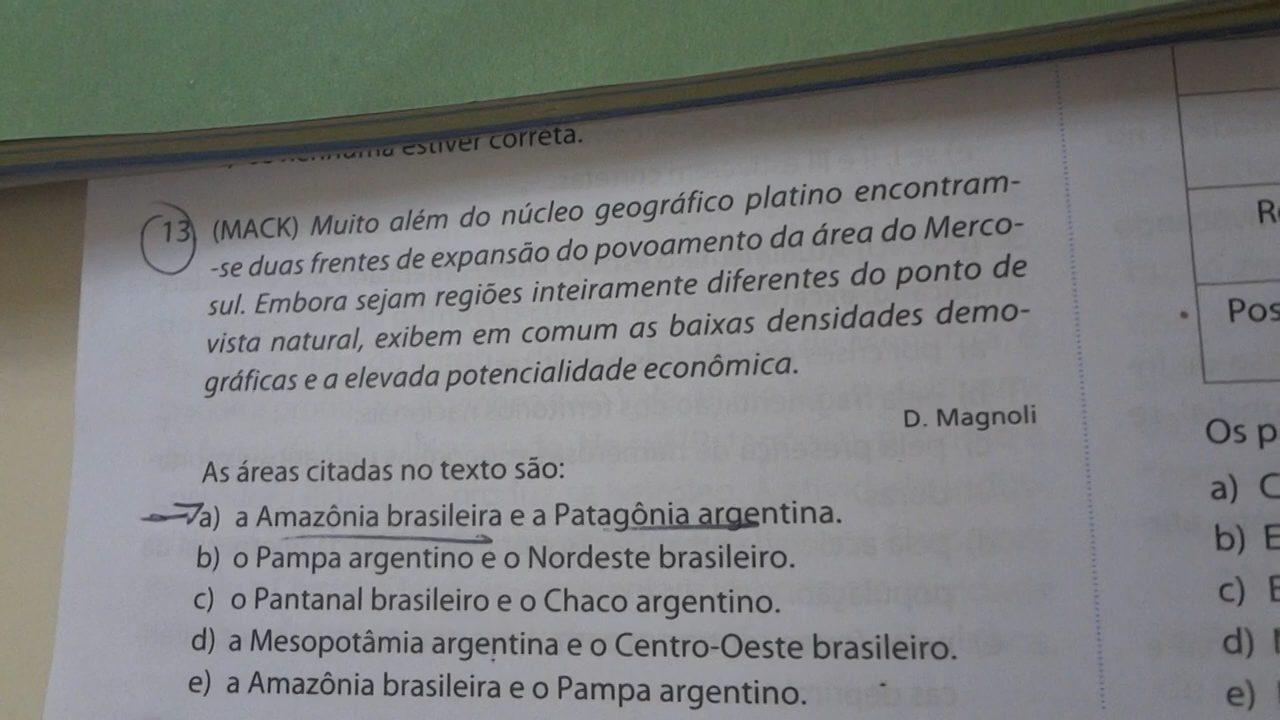 estiver correta.
13 (MACK) Muito além do núcleo geográfico platino encontram-
-se duas frentes de expansão do povoamento da área do Merco-
sul. Embora sejam regiões inteiramente diferentes do ponto de
vista natural, exibem em comum as baixas densidades demo-
gráficas e a elevada potencialidade econômica.
D. Magnoli
As áreas citadas no texto são:
a) a Amazônia brasileira e a Patagônia argentina.
b) o Pampa argentino e o Nordeste brasileiro.
c) o Pantanal brasileiro e o Chaco argentino.
d) a Mesopotâmia argentina e o Centro-Oeste brasileiro.
e) a Amazônia brasileira e o Pampa argentino.
Pos
Os p
a)
b)
c)
d)
e)